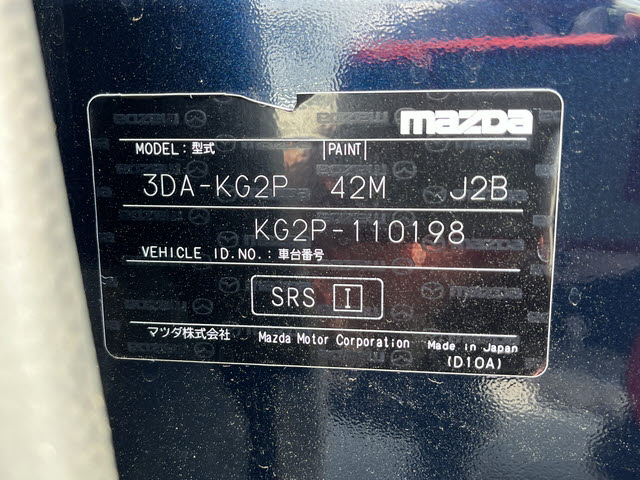 mazda
MODEL：型式 PAINT
3DA-KG2P 42M J2B
KG2P-110198
VEHICLE ID.NO.：車台番号
SRS I
マツダ株式会社 Mazda Motor Corporation Made in Japan
(D10A)